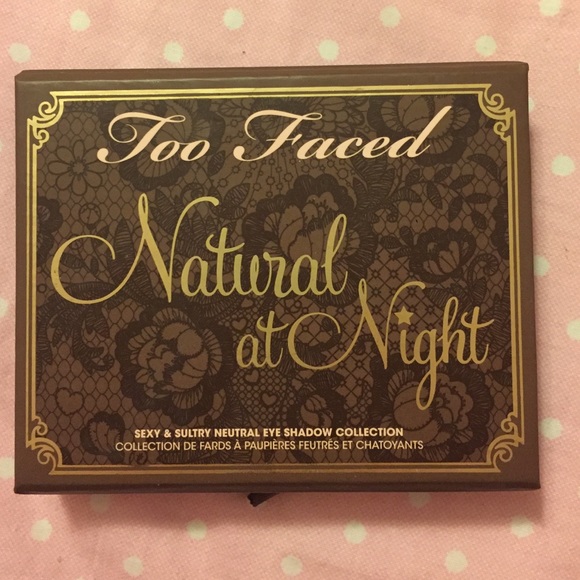 Too Faced
Natural
at Night
SEXY & SULTRY NEUTRAL EYE SHADOW COLLECTION
COLLECTION DE FARDS À PAUPIÈRES FEUTRÉS ET CHATOYANTS